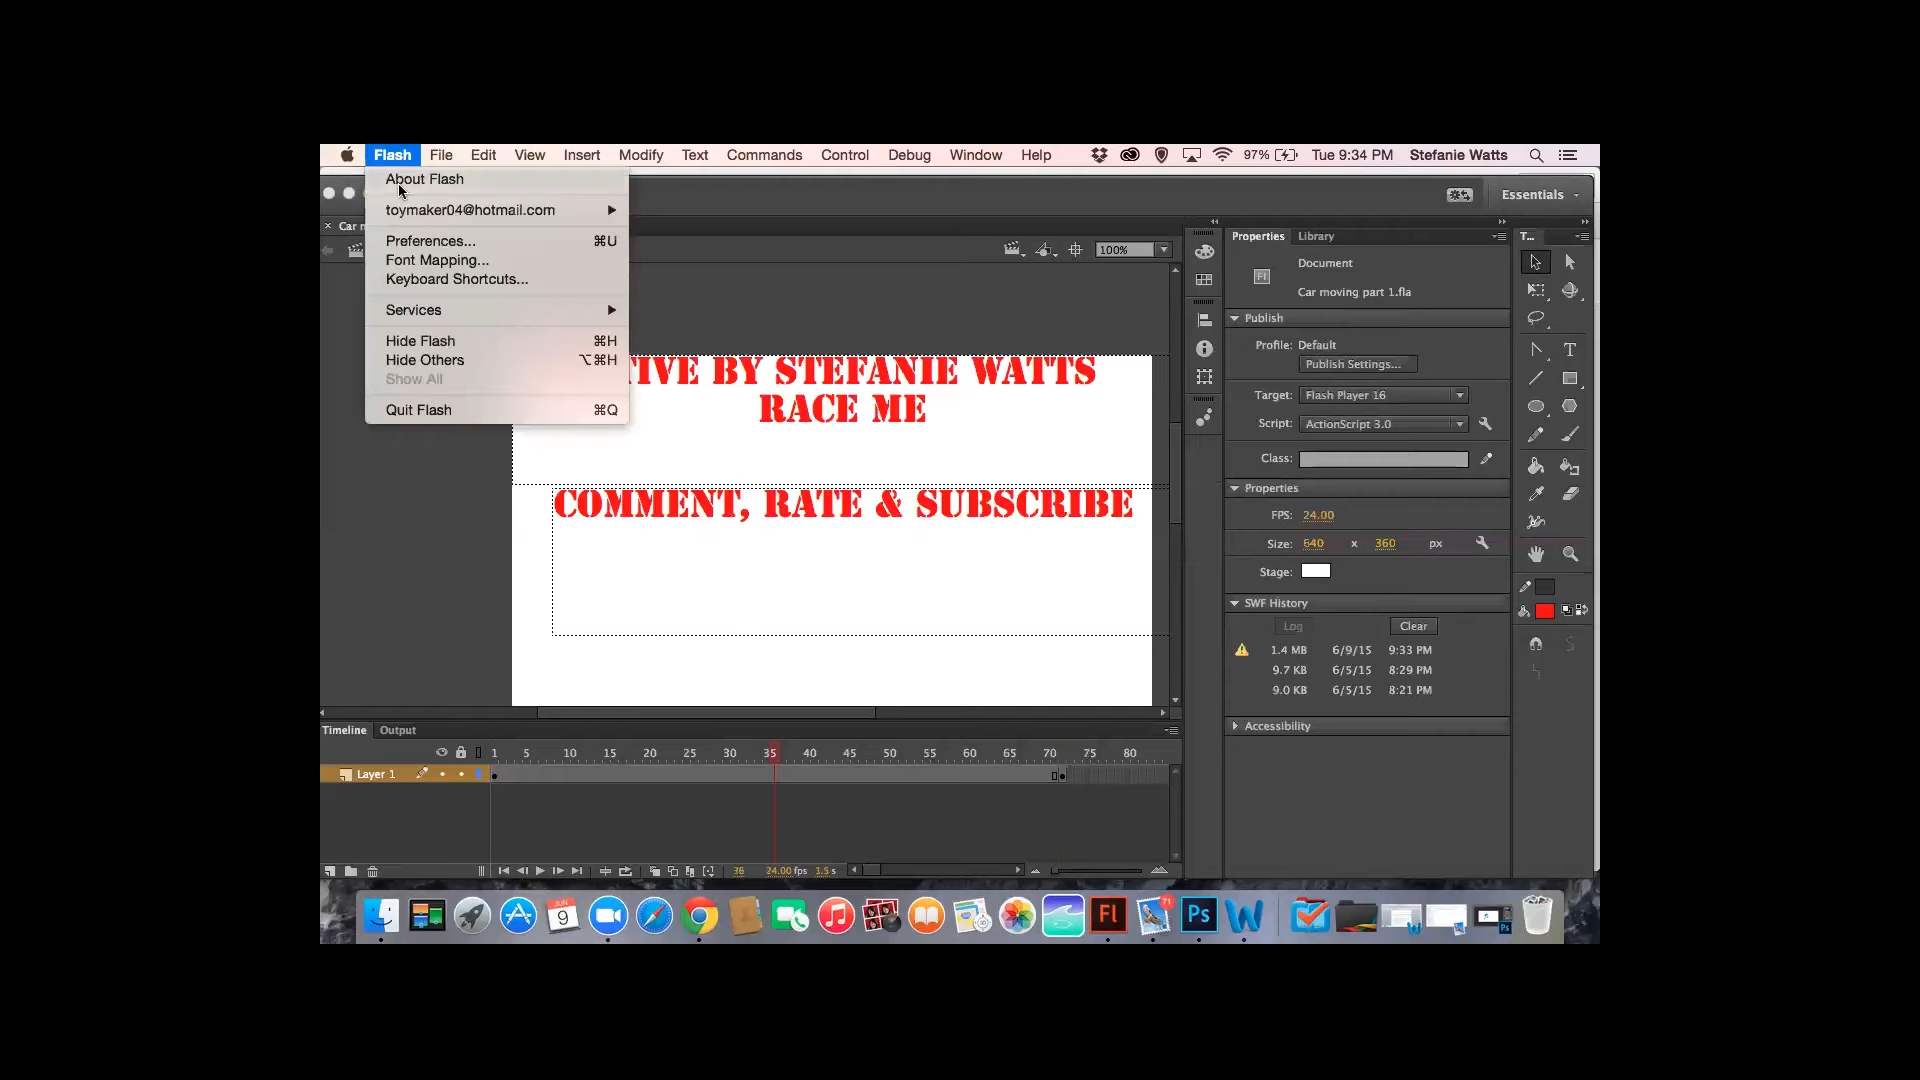 Flash File Edit View Insert Modify Text Commands Control Debug Window Help 97% Tue 9:34 PM Stefanie Watts
About Flash
toymaker04@hotmail.com
Preferences... ⌘U
Font Mapping...
Keyboard Shortcuts...
Services
Hide Flash ⌘H
Hide Others ⌥⌘H
Show All
Quit Flash ⌘Q
Essentials
Car m
100%
TIVE BY STEFANIE WATTS
RACE ME
COMMENT, RATE & SUBSCRIBE
Properties Library
T...
Document
Fl
Car moving part 1.fla
Publish
Profile: Default
Publish Settings...
Target: Flash Player 16
Script: ActionScript 3.0
Class:
Properties
FPS: 24.00
Size: 640 x 360 px
Stage:
SWF History
Log Clear
1.4 MB 6/9/15 9:33 PM
9.7 KB 6/5/15 8:29 PM
9.0 KB 6/5/15 8:21 PM
Accessibility
Timeline Output
1 5 10 15 20 25 30 35 40 45 50 55 60 65 70 75 80
Layer 1
36 24.00 fps 1.5 s
JUN
9
Fl
71
Ps
W